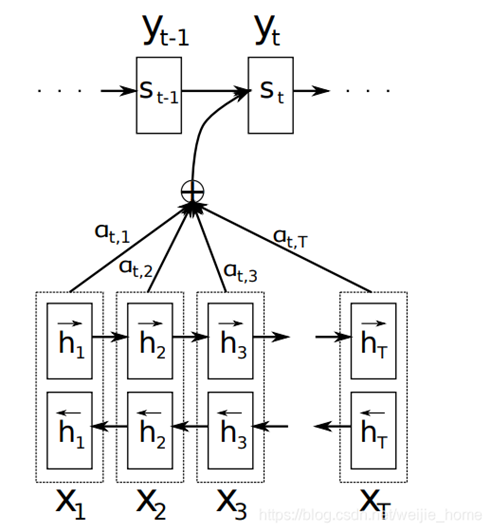 y_{t-1} y_t
. . . s_{t-1} s_t . . .
a_{t,1} a_{t,2} a_{t,3} a_{t,T}
\overrightarrow{h}_1 \overrightarrow{h}_2 \overrightarrow{h}_3 \overrightarrow{h}_T
\overleftarrow{h}_1 \overleftarrow{h}_2 \overleftarrow{h}_3 \overleftarrow{h}_T
x_1 x_2 x_3 x_T
https://blog.csdn.net/weijie_home